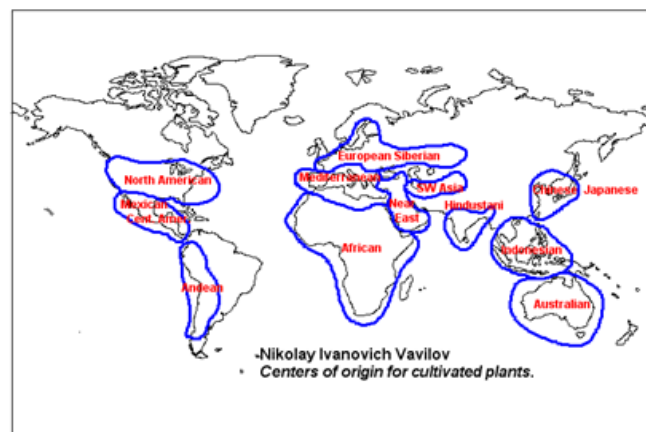 European Siberian
North American
Mediterranean
SW Asia
Chinese Japanese
Mexican
Cent. Amer
Near
East
Hindustani
African
Indonesian
Andean
Australian
-Nikolay Ivanovich Vavilov
Centers of origin for cultivated plants.